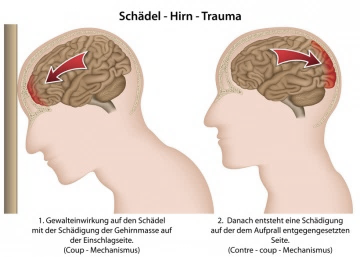 Schädel - Hirn - Trauma
1. Gewalteinwirkung auf den Schädel
mit der Schädigung der Gehirnmasse auf
der Einschlagseite.
(Coup - Mechanismus)
2. Danach entsteht eine Schädigung
auf der dem Aufprall entgegengesetzten
Seite.
(Contre - coup - Mechanismus)